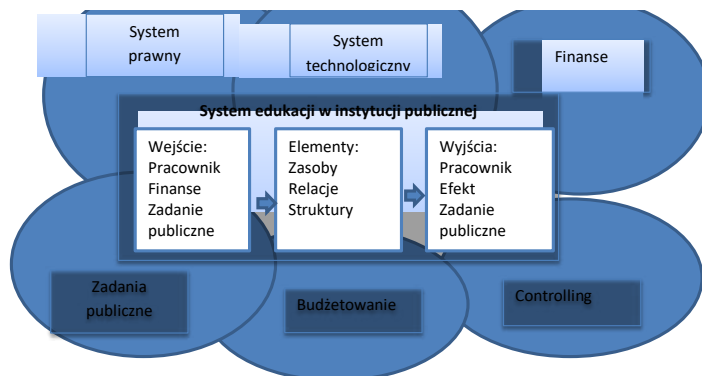 System
prawny
System
technologiczny
Finanse
System edukacji w instytucji publicznej
Wejście:
Pracownik
Finanse
Zadanie
publiczne
Elementy:
Zasoby
Relacje
Struktury
Wyjścia:
Pracownik
Efekt
Zadanie
publiczne
Zadania
publiczne
Budżetowanie
Controlling